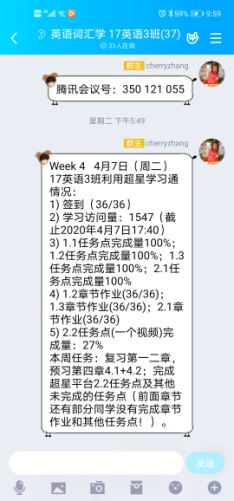 59% 9:59
英语词汇学 17英语3班(37)
33人在线
群主 cherryzhang
腾讯会议号：350 121 055
星期二 下午5:49
群主 cherryzhang
Week 4 4月7日（周二）
17英语3班利用超星学习通
情况：
1) 签到（36/36）
2) 学习访问量：1547（截
止2020年4月7日17:40）
3) 1.1任务点完成量100%；
1.2任务点完成量100%；1.3
任务点完成量100%；2.1任
务点完成量100%
4) 1.2章节作业(36/36)；
1.3章节作业(36/36)；2.1章
节作业(36/36)
5) 2.2任务点(一个视频)完
成量：27%
本周任务：复习第一二章，
预习第四章4.1+4.2；完成
超星平台2.2任务点及其他
未完成的任务点（前面章节
还有部分同学没有完成章节
作业和其他任务点！）。
发送